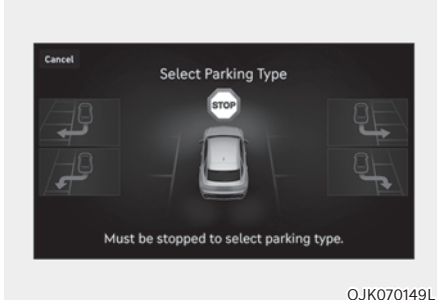 Cancel
Select Parking Type
STOP
Must be stopped to select parking type.
OJK070149L